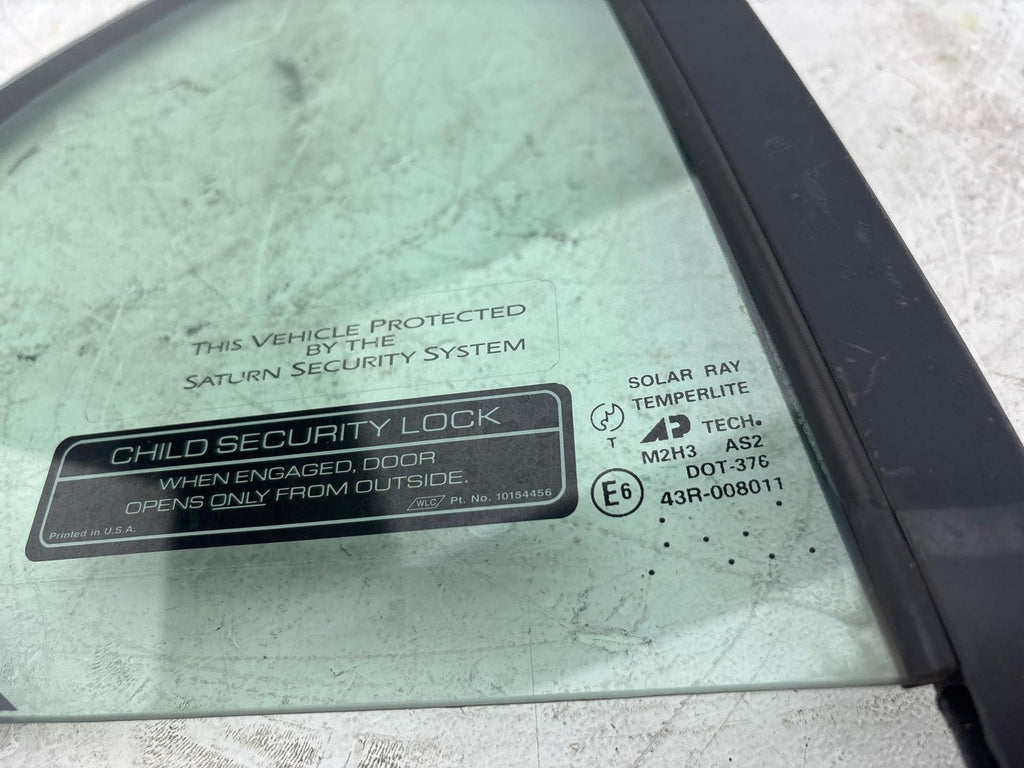 THIS VEHICLE PROTECTED
BY THE
SATURN SECURITY SYSTEM
CHILD SECURITY LOCK
WHEN ENGAGED, DOOR
OPENS ONLY FROM OUTSIDE.
Printed in U.S.A.
WLC Pt. No. 10154456
SOLAR RAY
TEMPERLITE
T AP TECH.
M2H3 AS2
DOT-376
E6 43R-008011